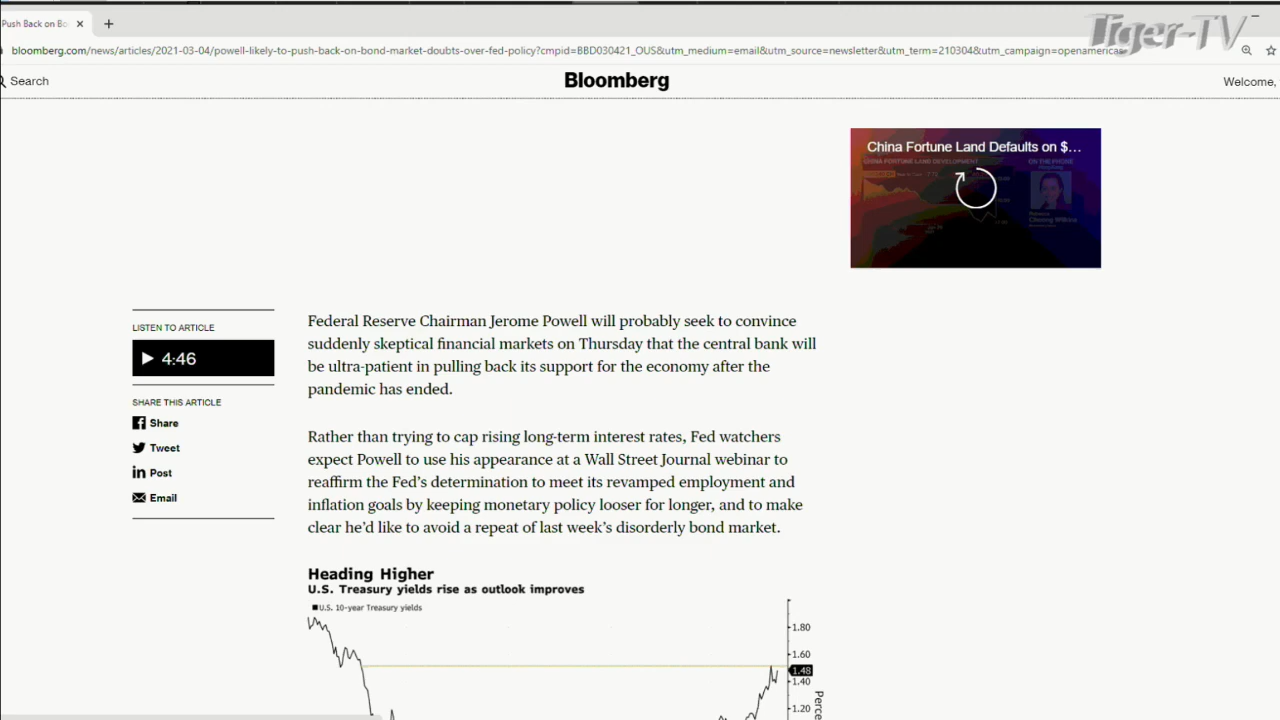 Push Back on Bo
Tiger-TV
bloomberg.com/news/articles/2021-03-04/powell-likely-to-push-back-on-bond-market-doubts-over-fed-policy?cmpid=BBD030421_OUS&utm_medium=email&utm_source=newsletter&utm_term=210304&utm_campaign=openamericas
Search
Bloomberg
Welcome,
China Fortune Land Defaults on $...
CHINA FORTUNE LAND DEVELOPMENT
ON THE PHONE
LISTEN TO ARTICLE
4:46
SHARE THIS ARTICLE
Share
Tweet
Post
Email
Federal Reserve Chairman Jerome Powell will probably seek to convince
suddenly skeptical financial markets on Thursday that the central bank will
be ultra-patient in pulling back its support for the economy after the
pandemic has ended.
Rather than trying to cap rising long-term interest rates, Fed watchers
expect Powell to use his appearance at a Wall Street Journal webinar to
reaffirm the Fed's determination to meet its revamped employment and
inflation goals by keeping monetary policy looser for longer, and to make
clear he'd like to avoid a repeat of last week's disorderly bond market.
Heading Higher
U.S. Treasury yields rise as outlook improves
U.S. 10-year Treasury yields
1.80
1.60
1.48
1.40
1.20
Perce